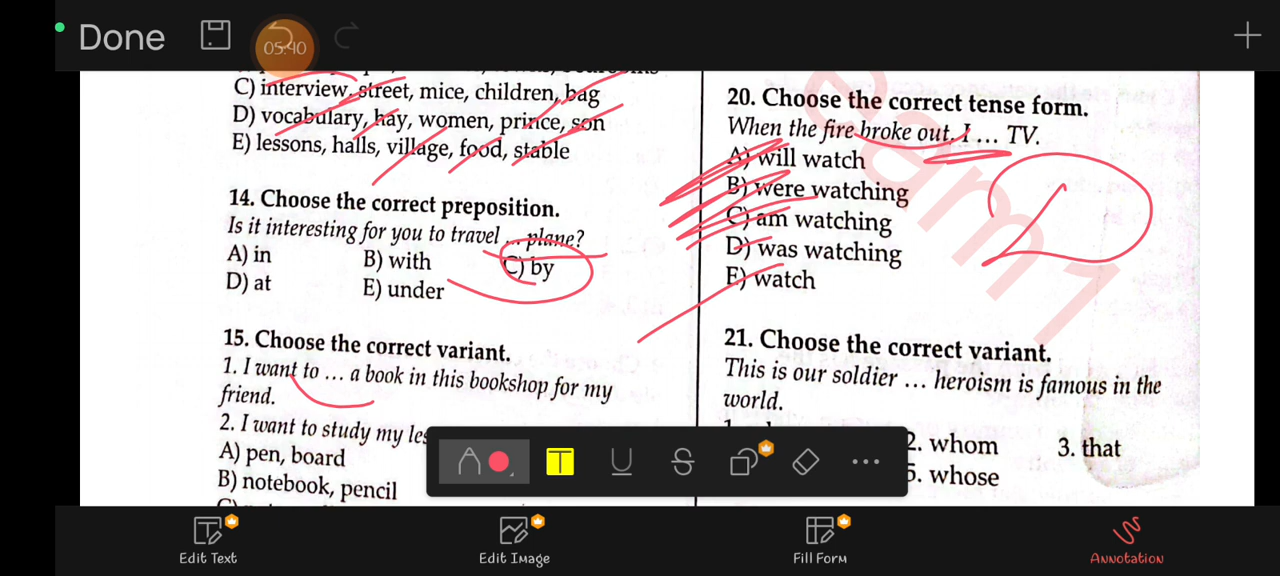 Done
05:40
C) interview, street, mice, children, bag
D) vocabulary, hay, women, prince, son
E) lessons, halls, village, food, stable
14. Choose the correct preposition.
Is it interesting for you to travel ... plane?
A) in B) with C) by
D) at E) under
15. Choose the correct variant.
1. I want to ... a book in this bookshop for my
friend.
2. I want to study my les
A) pen, board
B) notebook, pencil
20. Choose the correct tense form.
When the fire broke out, I ... TV.
A) will watch
B) were watching
C) am watching
D) was watching
E) watch
21. Choose the correct variant.
This is our soldier ... heroism is famous in the
world.
2. whom 3. that
5. whose
eam1
Edit Text
Edit Image
Fill Form
Annotation